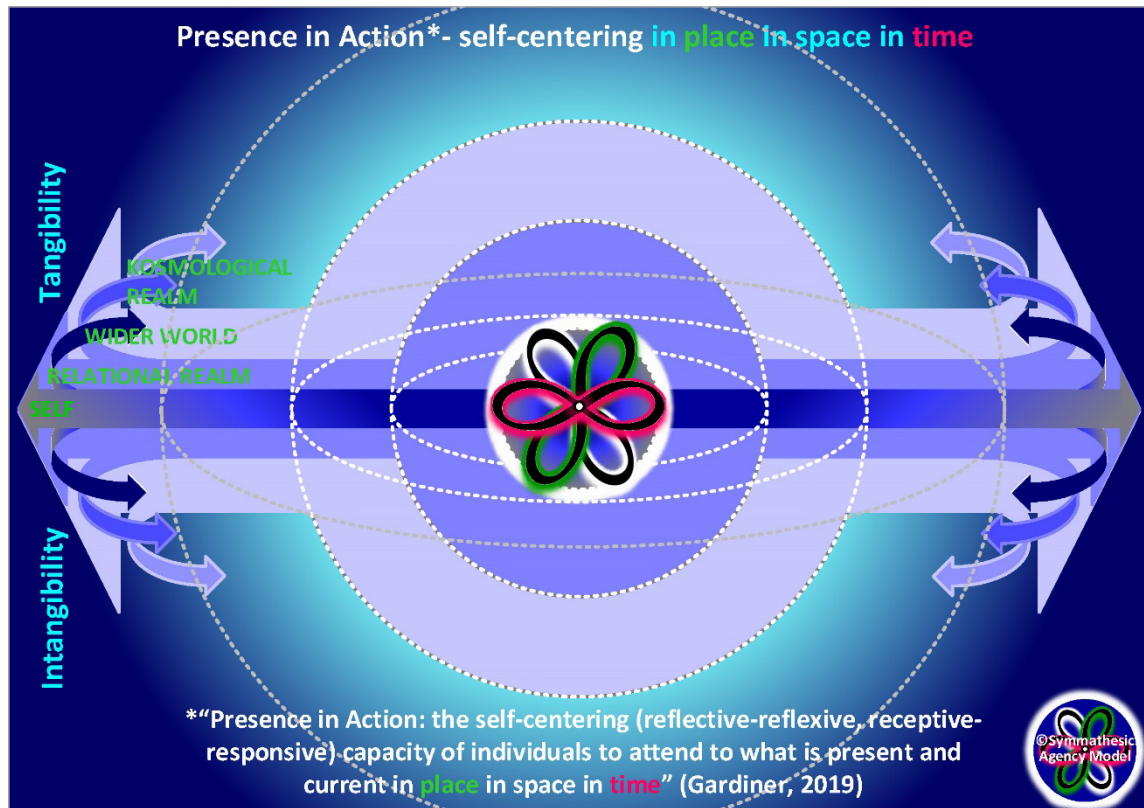 Presence in Action*- self-centering in place in space in time
Tangibility
KOSMOLOGICAL
REALM
WIDER WORLD
RELATIONAL REALM
SELF
Intangibility
*“Presence in Action: the self-centering (reflective-reflexive, receptive-
responsive) capacity of individuals to attend to what is present and
current in place in space in time” (Gardiner, 2019)
©Symmathesic
Agency Model